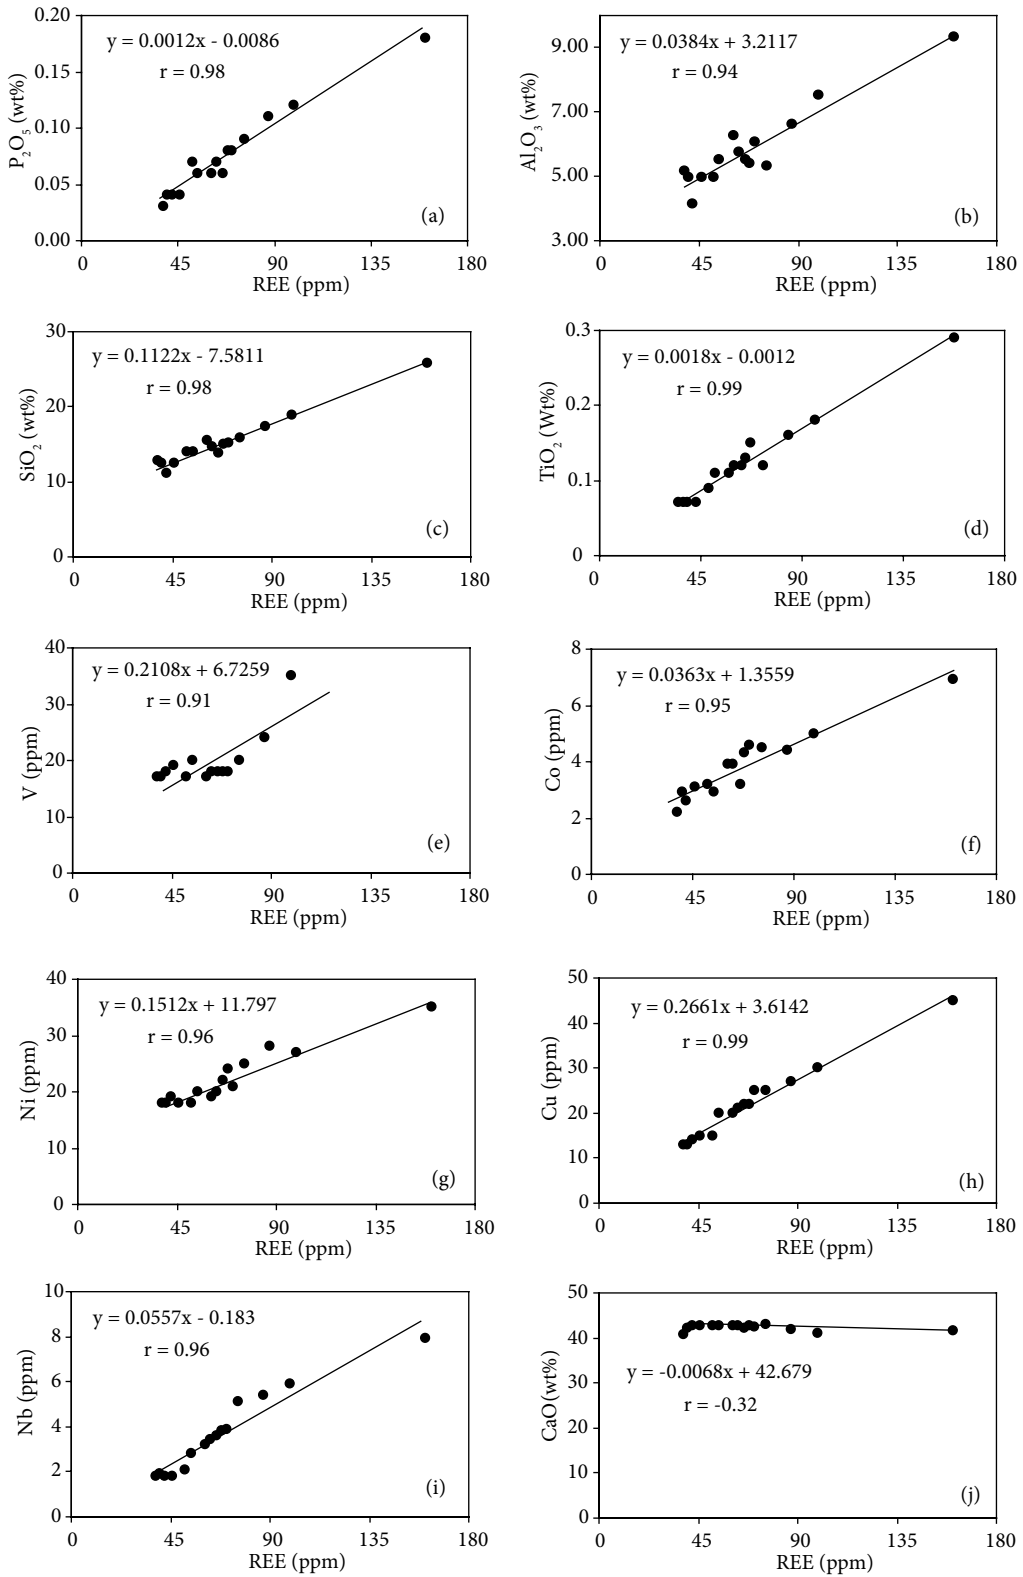 0.20
y = 0.0012x - 0.0086
r = 0.98
0.15
0.10
0.05
0.00
P₂O₅ (wt%)
(a)
0 45 90 135 180
REE (ppm)
9.00
y = 0.0384x + 3.2117
r = 0.94
7.00
5.00
3.00
Al₂O₃ (wt%)
(b)
0 45 90 135 180
REE (ppm)
30
y = 0.1122x - 7.5811
r = 0.98
20
10
0
SiO₂ (wt%)
(c)
0 45 90 135 180
REE (ppm)
0.3
y = 0.0018x - 0.0012
r = 0.99
0.2
0.1
0
TiO₂ (Wt%)
(d)
0 45 90 135 180
REE (ppm)
40
y = 0.2108x + 6.7259
r = 0.91
30
20
10
0
V (ppm)
(e)
0 45 90 135 180
REE (ppm)
8
y = 0.0363x + 1.3559
r = 0.95
6
4
2
0
Co (ppm)
(f)
0 45 90 135 180
REE (ppm)
40
y = 0.1512x + 11.797
r = 0.96
30
20
10
0
Ni (ppm)
(g)
0 45 90 135 180
REE (ppm)
50
y = 0.2661x + 3.6142
r = 0.99
40
30
20
10
0
Cu (ppm)
(h)
0 45 90 135 180
REE (ppm)
10
y = 0.0557x - 0.183
r = 0.96
8
6
4
2
0
Nb (ppm)
(i)
0 45 90 135 180
REE (ppm)
50
40
y = -0.0068x + 42.679
r = -0.32
30
20
10
0
CaO(wt%)
(j)
0 45 90 135 180
REE (ppm)